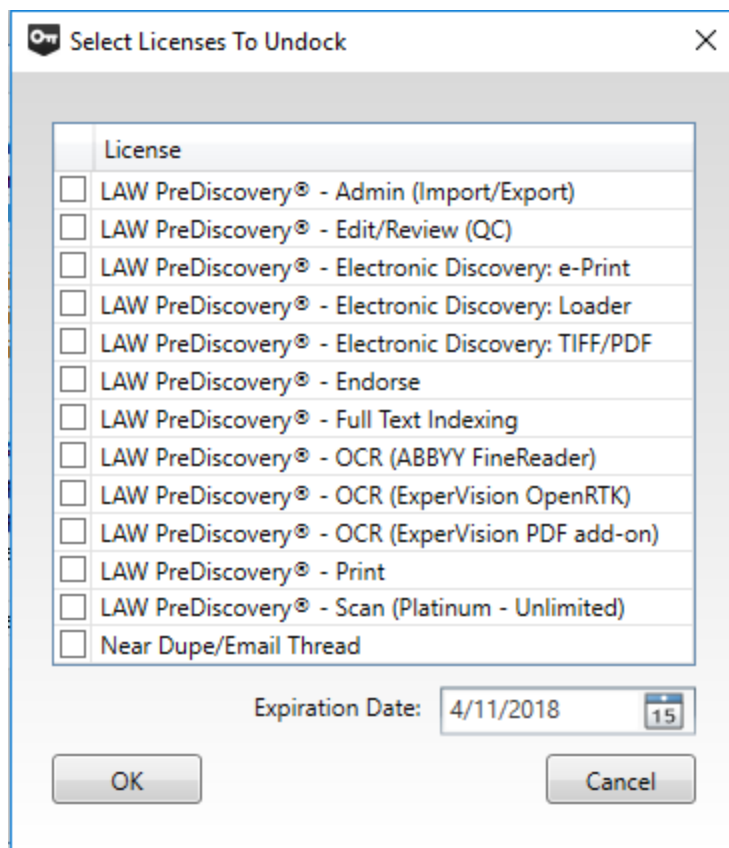 Select Licenses To Undock
License
LAW PreDiscovery® - Admin (Import/Export)
LAW PreDiscovery® - Edit/Review (QC)
LAW PreDiscovery® - Electronic Discovery: e-Print
LAW PreDiscovery® - Electronic Discovery: Loader
LAW PreDiscovery® - Electronic Discovery: TIFF/PDF
LAW PreDiscovery® - Endorse
LAW PreDiscovery® - Full Text Indexing
LAW PreDiscovery® - OCR (ABBYY FineReader)
LAW PreDiscovery® - OCR (ExperVision OpenRTK)
LAW PreDiscovery® - OCR (ExperVision PDF add-on)
LAW PreDiscovery® - Print
LAW PreDiscovery® - Scan (Platinum - Unlimited)
Near Dupe/Email Thread
Expiration Date: 4/11/2018 15
OK Cancel